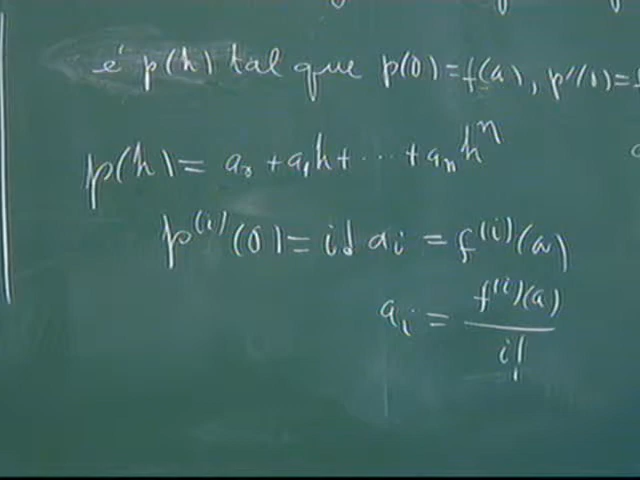 é p(h) tal que p(0)=f(a), p'(0)=
p(h)= a₀ +a₁h+ ⋯ +aₙhⁿ
p⁽ⁱ⁾(0)= i! aᵢ = f⁽ⁱ⁾(a)
aᵢ = f⁽ⁱ⁾(a)
i!